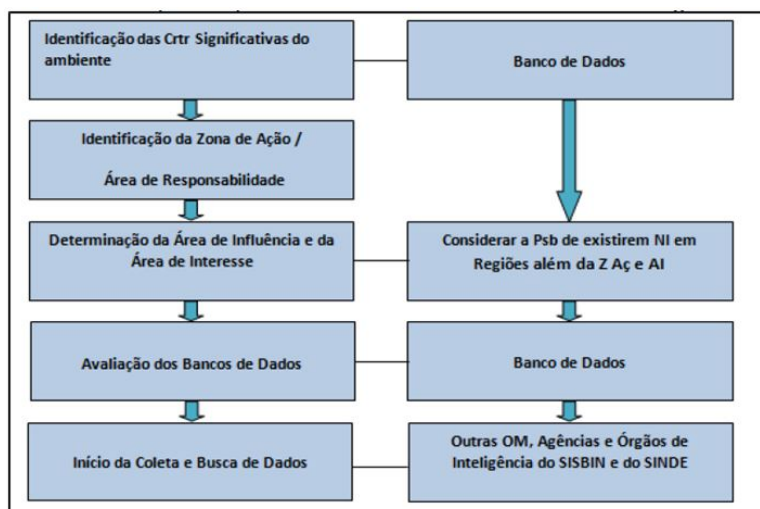 Identificação das Crtr Significativas do
ambiente
Banco de Dados
Identificação da Zona de Ação /
Área de Responsabilidade
Determinação da Área de Influência e da
Área de Interesse
Considerar a Psb de existirem NI em
Regiões além da Z Aç e AI
Avaliação dos Bancos de Dados
Banco de Dados
Início da Coleta e Busca de Dados
Outras OM, Agências e Órgãos de
Inteligência do SISBIN e do SINDE